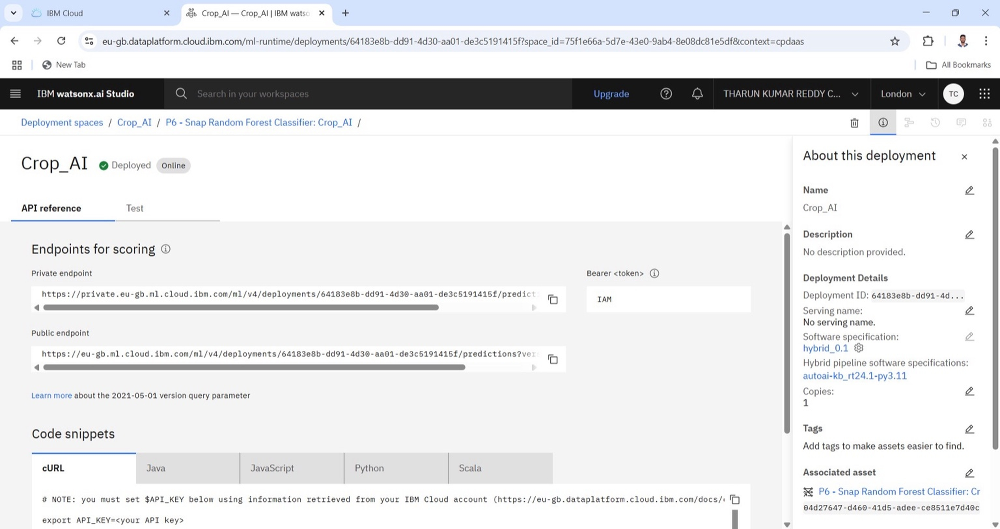 IBM Cloud
Crop_AI — Crop_AI | IBM watso
eu-gb.dataplatform.cloud.ibm.com/ml-runtime/deployments/64183e8b-dd91-4d30-aa01-de3c5191415f?space_id=75f1e66a-5d7e-43e0-9ab4-8e08dc81e5df&context=cpdaas
New Tab
All Bookmarks
IBM watsonx.ai Studio
Search in your workspaces
Upgrade
THARUN KUMAR REDDY C...
London
TC
Deployment spaces / Crop_AI / P6 - Snap Random Forest Classifier: Crop_AI /
Crop_AI
Deployed
Online
API reference
Test
Endpoints for scoring
Private endpoint
https://private.eu-gb.ml.cloud.ibm.com/ml/v4/deployments/64183e8b-dd91-4d30-aa01-de3c5191415f/predict
Bearer <token>
IAM
Public endpoint
https://eu-gb.ml.cloud.ibm.com/ml/v4/deployments/64183e8b-dd91-4d30-aa01-de3c5191415f/predictions?ver
Learn more about the 2021-05-01 version query parameter
Code snippets
cURL
Java
JavaScript
Python
Scala
# NOTE: you must set $API_KEY below using information retrieved from your IBM Cloud account (https://eu-gb.dataplatform.cloud.ibm.com/docs/
export API_KEY=<your API key>
About this deployment
Name
Crop_AI
Description
No description provided.
Deployment Details
Deployment ID: 64183e8b-dd91-4d...
Serving name:
No serving name.
Software specification:
hybrid_0.1
Hybrid pipeline software specifications:
autoai-kb_rt24.1-py3.11
Copies:
1
Tags
Add tags to make assets easier to find.
Associated asset
P6 - Snap Random Forest Classifier: Cr
04d27647-d460-41d5-adee-ce8511e7d40c